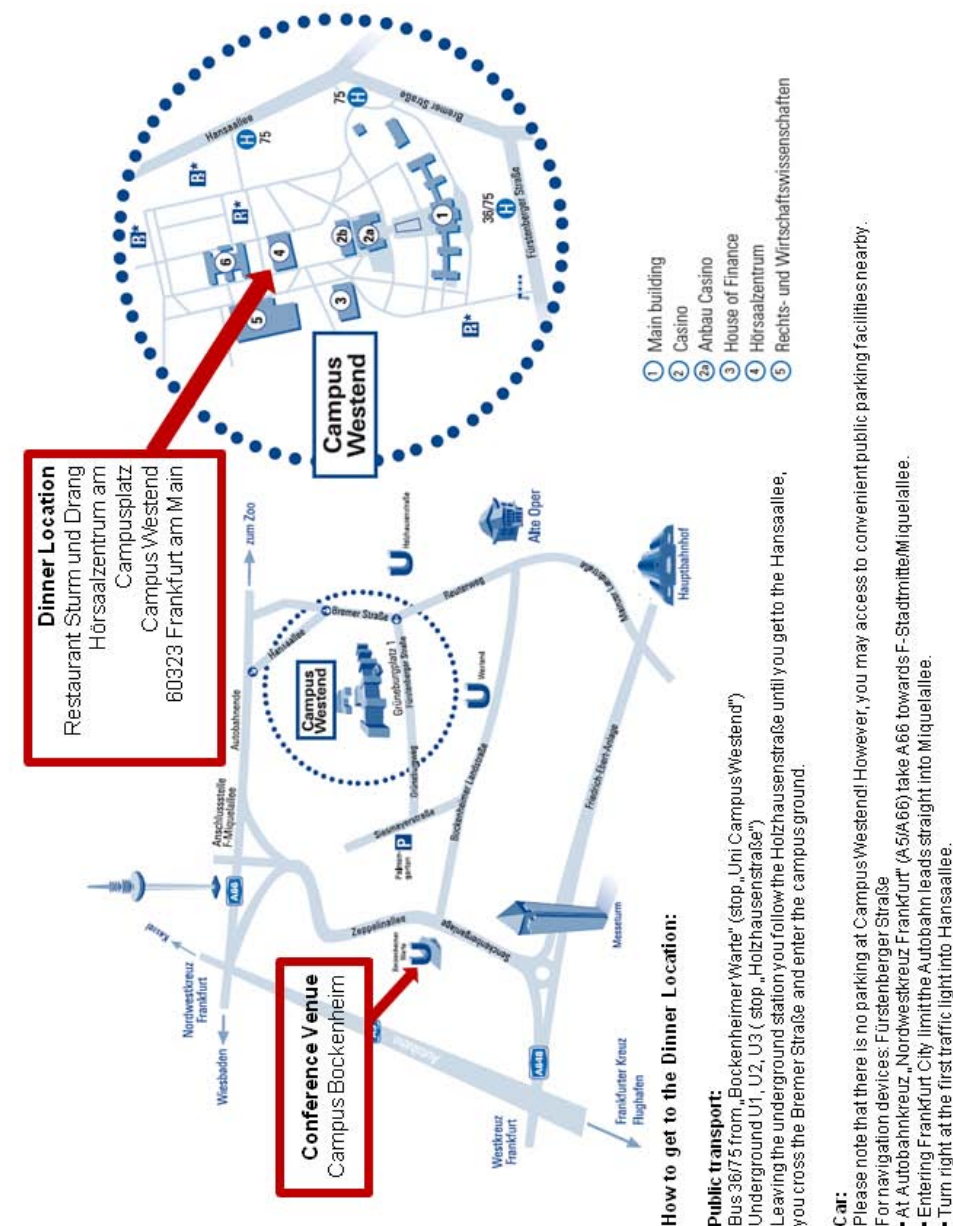 Dinner Location
Restaurant Sturm und Drang
Hörsaalzentrum am
Campusplatz
Campus Westend
60323 Frankfurt am Main
Conference Venue
Campus Bockenheim
Nordwestkreuz
Frankfurt
Kassel
Wiesbaden
A66
Anschlussstelle
F-Miquelallee
Autobahnende
zum Zoo
Hansaallee
Bremer Straße
Campus
Westend
Grüneburgplatz 1
Fürstenberger Straße
Grüneburgweg
Holzhausenstraße
Reuterweg
Westend
Siesmayerstraße
Palmen-
garten
P
Zeppelinallee
Bockenheimer
Warte
Bockenheimer Landstraße
Senckenberganlage
Alte Oper
Mainzer Landstraße
Hauptbahnhof
Friedrich-Ebert-Anlage
Messeturm
Autobahn
A648
Westkreuz
Frankfurt
Frankfurter Kreuz
Flughafen
Hansaallee
H
75
75
H
Bremer Straße
P*
P*
P*
P*
6
5
4
3
2b
2a
1
36/75
H
Fürstenberger Straße
Campus
Westend
1 Main building
2 Casino
2a Anbau Casino
3 House of Finance
4 Hörsaalzentrum
5 Rechts- und Wirtschaftswissenschaften
How to get to the Dinner Location:
Public transport:
Bus 36/75 from „Bockenheimer Warte" (stop „Uni Campus Westend")
Underground U1, U2, U3 ( stop „Holzhausenstraße")
Leaving the underground station you follow the Holzhausenstraße until you get to the Hansaallee,
you cross the Bremer Straße and enter the campus ground.
Car:
Please note that there is no parking at Campus Westend! However, you may access to convenient public parking facilities nearby.
For navigation devices: Fürstenberger Straße
▪ At Autobahnkreuz „Nordwestkreuz Frankfurt" (A5/A66) take A66 towards F-Stadtmitte/Miquelallee.
▪ Entering Frankfurt City limit the Autobahn leads straight into Miquelallee.
▪ Turn right at the first traffic light into Hansaallee.